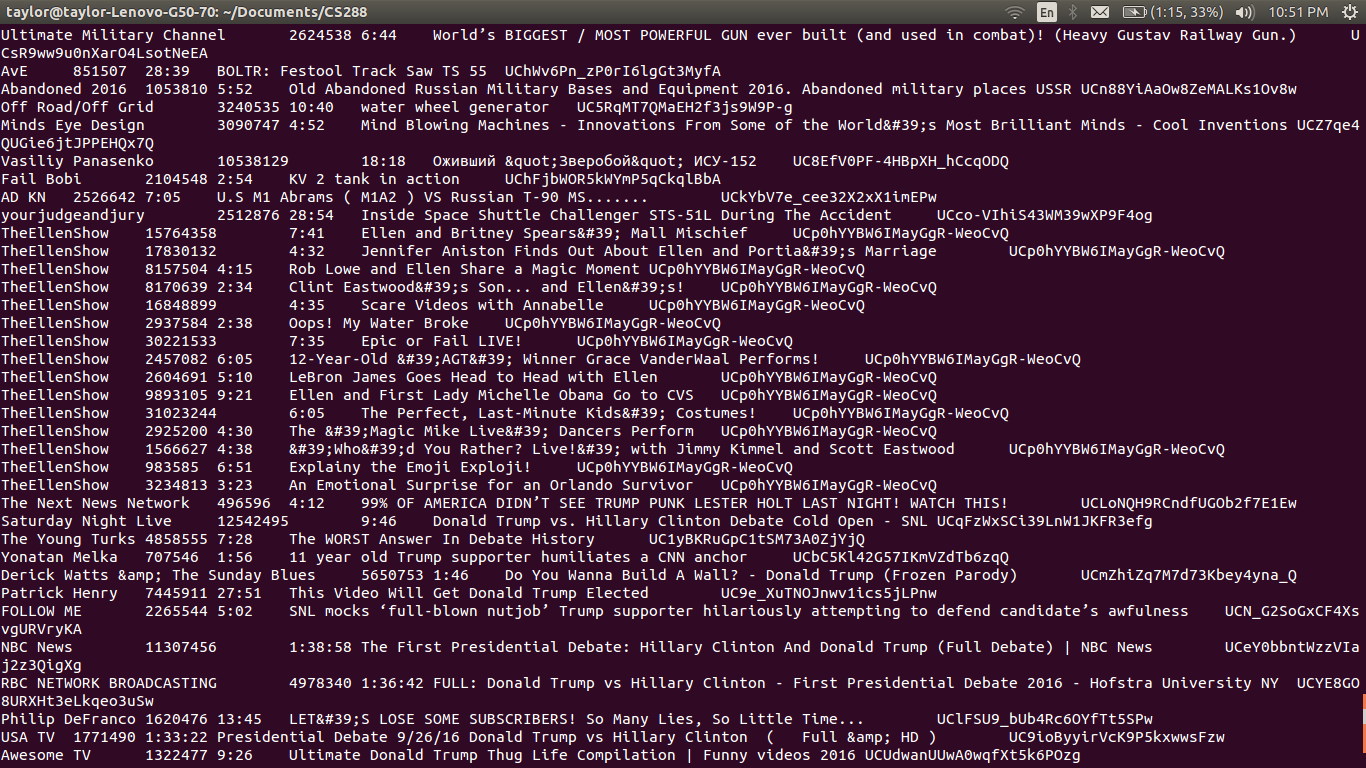 taylor@taylor-Lenovo-G50-70: ~/Documents/CS288 En (1:15, 33%) 10:51 PM
Ultimate Military Channel 2624538 6:44 World’s BIGGEST / MOST POWERFUL GUN ever built (and used in combat)! (Heavy Gustav Railway Gun.) U
CsR9ww9u0nXarO4LsotNeEA
AvE 851507 28:39 BOLTR: Festool Track Saw TS 55 UChWv6Pn_zP0rI6lgGt3MyfA
Abandoned 2016 1053810 5:52 Old Abandoned Russian Military Bases and Equipment 2016. Abandoned military places USSR UCn88YiAaOw8ZeMALKs1Ov8w
Off Road/Off Grid 3240535 10:40 water wheel generator UC5RqMT7QMaEH2f3js9W9P-g
Minds Eye Design 3090747 4:52 Mind Blowing Machines - Innovations From Some of the World&#39;s Most Brilliant Minds - Cool Inventions UCZ7qe4
QUGie6jtJPPEHQx7Q
Vasiliy Panasenko 10538129 18:18 Оживший &quot;Зверобой&quot; ИСУ-152 UC8EfV0PF-4HBpXH_hCcqODQ
Fail Bobi 2104548 2:54 KV 2 tank in action UChFjbWOR5kWYmP5qCkqlBbA
AD KN 2526642 7:05 U.S M1 Abrams ( M1A2 ) VS Russian T-90 MS....... UCkYbV7e_cee32X2xX1imEPw
yourjudgeandjury 2512876 28:54 Inside Space Shuttle Challenger STS-51L During The Accident UCco-VIhiS43WM39wXP9F4og
TheEllenShow 15764358 7:41 Ellen and Britney Spears&#39; Mall Mischief UCp0hYYBW6IMayGgR-WeoCvQ
TheEllenShow 17830132 4:32 Jennifer Aniston Finds Out About Ellen and Portia&#39;s Marriage UCp0hYYBW6IMayGgR-WeoCvQ
TheEllenShow 8157504 4:15 Rob Lowe and Ellen Share a Magic Moment UCp0hYYBW6IMayGgR-WeoCvQ
TheEllenShow 8170639 2:34 Clint Eastwood&#39;s Son... and Ellen&#39;s! UCp0hYYBW6IMayGgR-WeoCvQ
TheEllenShow 16848899 4:35 Scare Videos with Annabelle UCp0hYYBW6IMayGgR-WeoCvQ
TheEllenShow 2937584 2:38 Oops! My Water Broke UCp0hYYBW6IMayGgR-WeoCvQ
TheEllenShow 30221533 7:35 Epic or Fail LIVE! UCp0hYYBW6IMayGgR-WeoCvQ
TheEllenShow 2457082 6:05 12-Year-Old &#39;AGT&#39; Winner Grace VanderWaal Performs! UCp0hYYBW6IMayGgR-WeoCvQ
TheEllenShow 2604691 5:10 LeBron James Goes Head to Head with Ellen UCp0hYYBW6IMayGgR-WeoCvQ
TheEllenShow 9893105 9:21 Ellen and First Lady Michelle Obama Go to CVS UCp0hYYBW6IMayGgR-WeoCvQ
TheEllenShow 31023244 6:05 The Perfect, Last-Minute Kids&#39; Costumes! UCp0hYYBW6IMayGgR-WeoCvQ
TheEllenShow 2925200 4:30 The &#39;Magic Mike Live&#39; Dancers Perform UCp0hYYBW6IMayGgR-WeoCvQ
TheEllenShow 1566627 4:38 &#39;Who&#39;d You Rather? Live!&#39; with Jimmy Kimmel and Scott Eastwood UCp0hYYBW6IMayGgR-WeoCvQ
TheEllenShow 983585 6:51 Explainy the Emoji Exploji! UCp0hYYBW6IMayGgR-WeoCvQ
TheEllenShow 3234813 3:23 An Emotional Surprise for an Orlando Survivor UCp0hYYBW6IMayGgR-WeoCvQ
The Next News Network 496596 4:12 99% OF AMERICA DIDN’T SEE TRUMP PUNK LESTER HOLT LAST NIGHT! WATCH THIS! UCLoNQH9RCndfUGOb2f7E1Ew
Saturday Night Live 12542495 9:46 Donald Trump vs. Hillary Clinton Debate Cold Open - SNL UCqFzWxSCi39LnW1JKFR3efg
The Young Turks 4858555 7:28 The WORST Answer In Debate History UC1yBKRuGpC1tSM73A0ZjYjQ
Yonatan Melka 707546 1:56 11 year old Trump supporter humiliates a CNN anchor UCbC5Kl42G57IKmVZdTb6zqQ
Derick Watts &amp; The Sunday Blues 5650753 1:46 Do You Wanna Build A Wall? - Donald Trump (Frozen Parody) UCmZhiZq7M7d73Kbey4yna_Q
Patrick Henry 7445911 27:51 This Video Will Get Donald Trump Elected UC9e_XuTNOJnwv1ics5jLPnw
FOLLOW ME 2265544 5:02 SNL mocks ‘full-blown nutjob’ Trump supporter hilariously attempting to defend candidate’s awfulness UCN_G2SoGxCF4Xs
vgURVryKA
NBC News 11307456 1:38:58 The First Presidential Debate: Hillary Clinton And Donald Trump (Full Debate) | NBC News UCeY0bbntWzzVIa
j2z3QigXg
RBC NETWORK BROADCASTING 4978340 1:36:42 FULL: Donald Trump vs Hillary Clinton - First Presidential Debate 2016 - Hofstra University NY UCYE8GO
8URXHt3eLkqeo3uSw
Philip DeFranco 1620476 13:45 LET&#39;S LOSE SOME SUBSCRIBERS! So Many Lies, So Little Time... UClFSU9_bUb4Rc6OYfTt5SPw
USA TV 1771490 1:33:22 Presidential Debate 9/26/16 Donald Trump vs Hillary Clinton ( Full &amp; HD ) UC9ioByyirVcK9P5kxwwsFzw
Awesome TV 1322477 9:26 Ultimate Donald Trump Thug Life Compilation | Funny videos 2016 UCUdwanUUwA0wqfXt5k6POzg